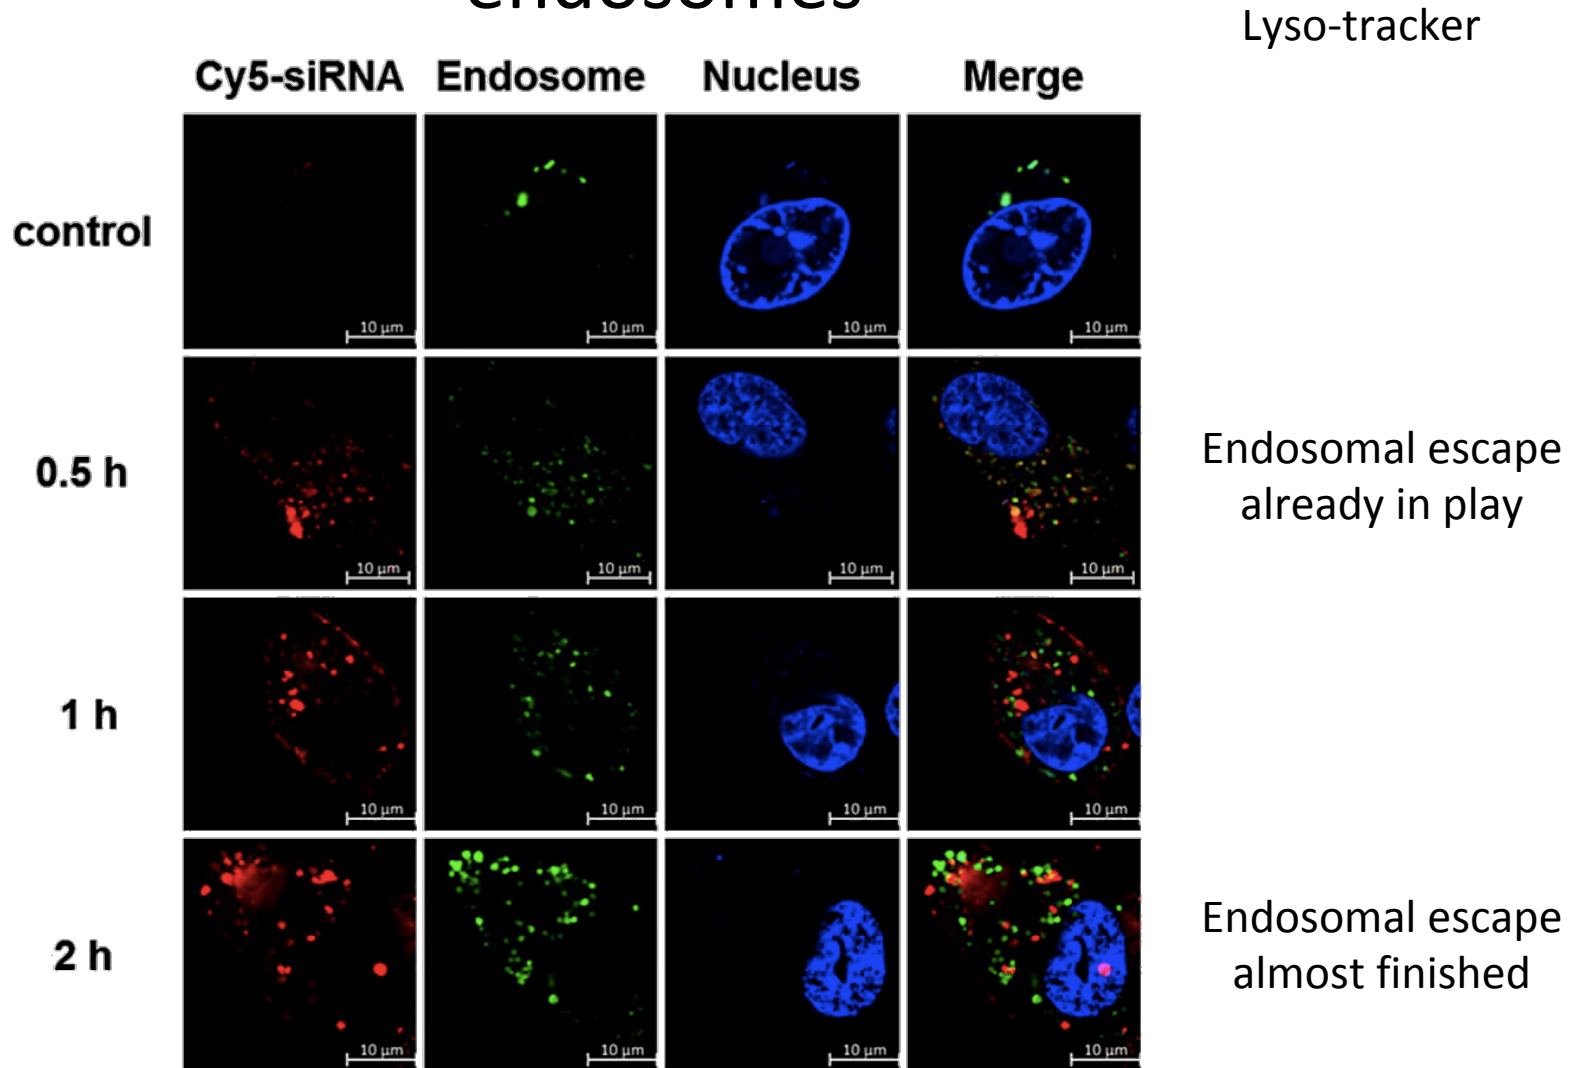 endosomes
Lyso-tracker
Cy5-siRNA Endosome Nucleus Merge
control
10 µm 10 µm 10 µm 10 µm
0.5 h
10 µm 10 µm 10 µm 10 µm
Endosomal escape
already in play
1 h
10 µm 10 µm 10 µm 10 µm
2 h
10 µm 10 µm 10 µm 10 µm
Endosomal escape
almost finished